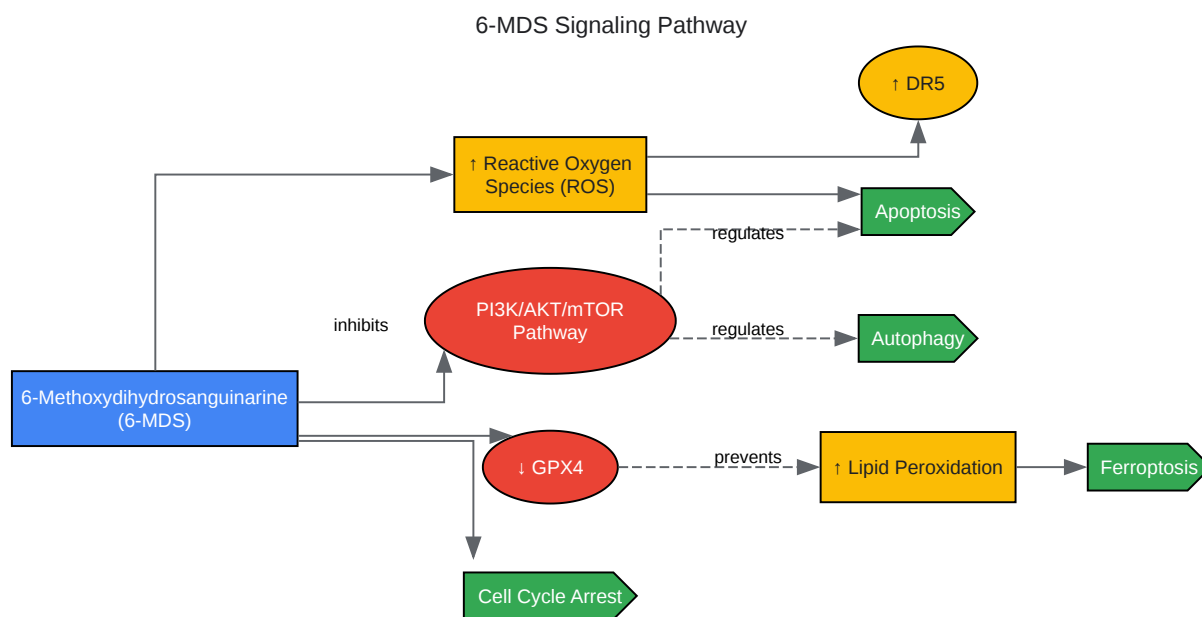 6-MDS Signaling Pathway
↑ DR5
↑ Reactive Oxygen
Species (ROS)
Apoptosis
regulates
PI3K/AKT/mTOR
Pathway
inhibits
regulates
Autophagy
6-Methoxydihydrosanguinarine
(6-MDS)
↓ GPX4
prevents
↑ Lipid Peroxidation
Ferroptosis
Cell Cycle Arrest